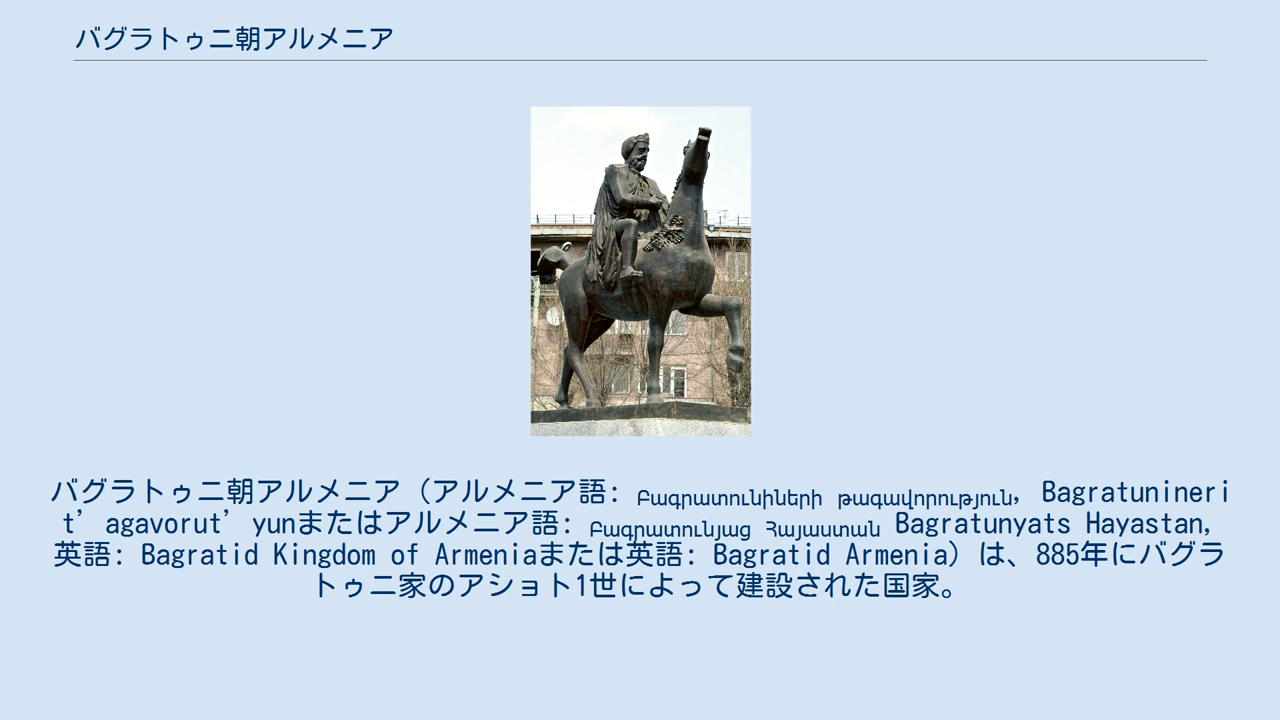 バグラトゥニ朝アルメニア
バグラトゥニ朝アルメニア（アルメニア語: Բագրատունիների թագավորություն, Bagratunineri
t’agavorut’yunまたはアルメニア語: Բագրատունյաց Հայաստան Bagratunyats Hayastan,
英語: Bagratid Kingdom of Armeniaまたは英語: Bagratid Armenia）は、885年にバグラ
トゥニ家のアショト1世によって建設された国家。